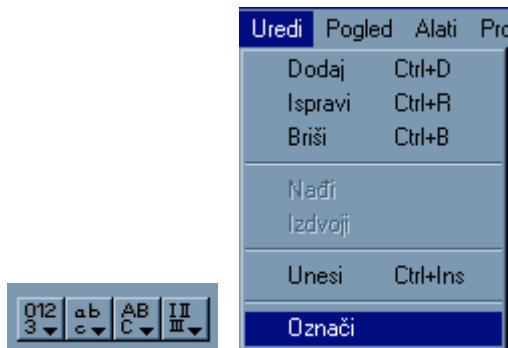 Uredi Pogled Alati Pro
Dodaj Ctrl+D
Ispravi Ctrl+R
Briši Ctrl+B
Nađi
Izdvoji
Unesi Ctrl+Ins
Označi
012 ab AB I II
3 c C III